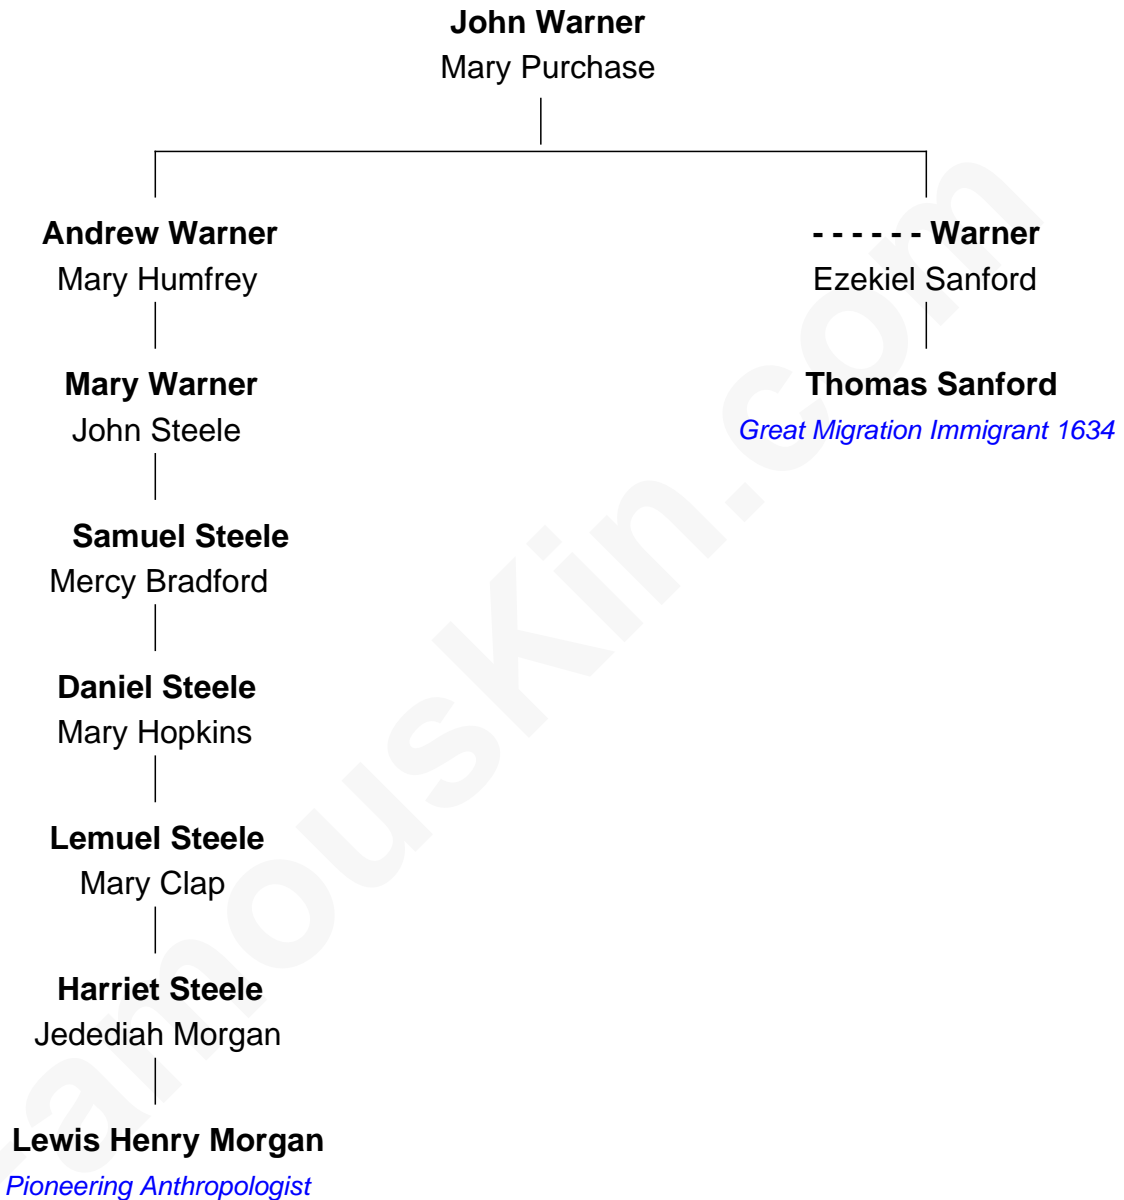 John Warner
Mary Purchase
Andrew Warner
Mary Humfrey
- - - - - - Warner
Ezekiel Sanford
Mary Warner
John Steele
Thomas Sanford
Great Migration Immigrant 1634
Samuel Steele
Mercy Bradford
Daniel Steele
Mary Hopkins
Lemuel Steele
Mary Clap
Harriet Steele
Jedediah Morgan
Lewis Henry Morgan
Pioneering Anthropologist
FamousKin.com